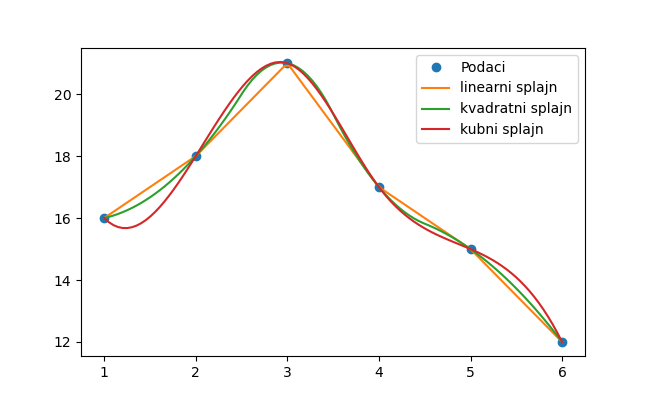 Podaci
linearni splajn
kvadratni splajn
kubni splajn
20
18
16
14
12
1 2 3 4 5 6